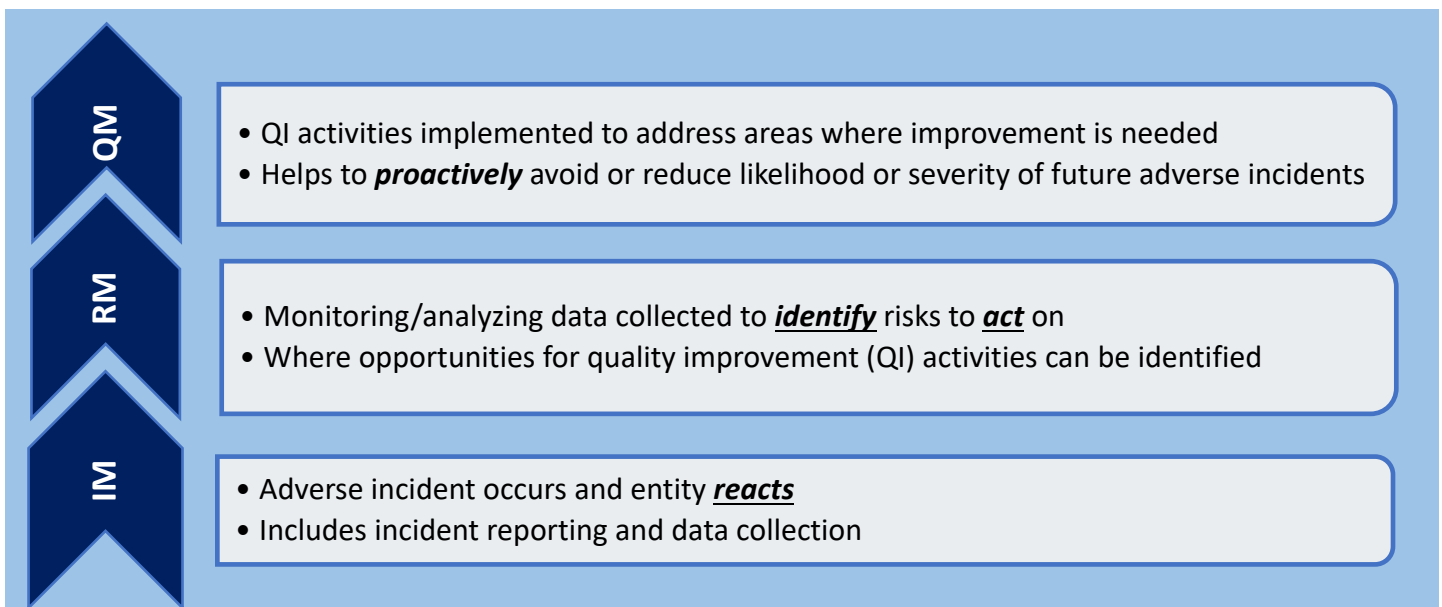 QM
• QI activities implemented to address areas where improvement is needed
• Helps to proactively avoid or reduce likelihood or severity of future adverse incidents
RM
• Monitoring/analyzing data collected to identify risks to act on
• Where opportunities for quality improvement (QI) activities can be identified
IM
• Adverse incident occurs and entity reacts
• Includes incident reporting and data collection